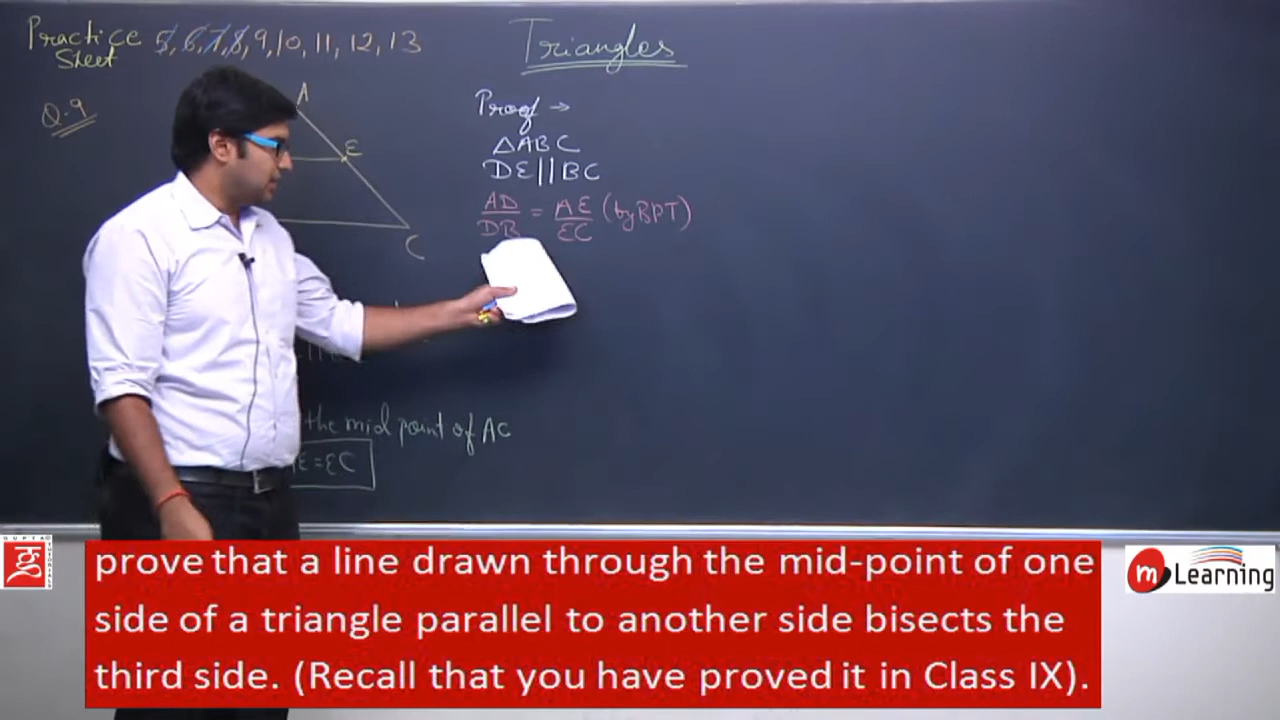 Practice 5, 6, 7, 8, 9, 10, 11, 12, 13
Sheet
Triangles
Q.9
A
E
C
Proof →
△ABC
DE||BC
AD/DB = AE/EC (by BPT)
the mid point of AC
AE=EC
GUPTA TUTORIALS
prove that a line drawn through the mid-point of one
side of a triangle parallel to another side bisects the
third side. (Recall that you have proved it in Class IX).
m Learning